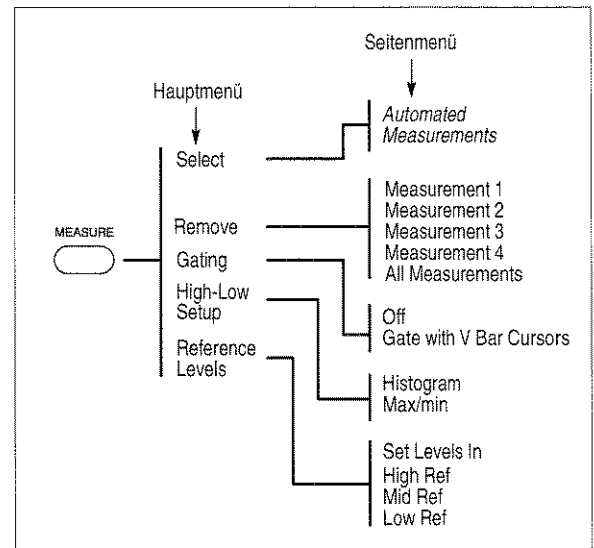 Seitenmenü
Hauptmenü
Automated
Measurements
Select
Measurement 1
Measurement 2
Measurement 3
Measurement 4
All Measurements
Remove
MEASURE
Gating
Off
Gate with V Bar Cursors
High-Low
Setup
Histogram
Max/min
Reference
Levels
Set Levels In
High Ref
Mid Ref
Low Ref